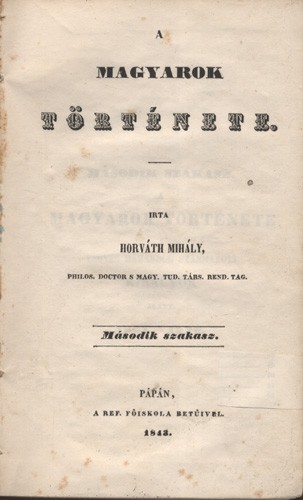 A
MAGYAROK
TÖRTÉNETE.
IRTA
HORVÁTH MIHÁLY,
PHILOS. DOCTOR S MAGY. TUD. TÁRS. REND. TAG.
Második szakasz.
PÁPÁN,
A REF. FŐISKOLA BETŰIVEL.
1843.